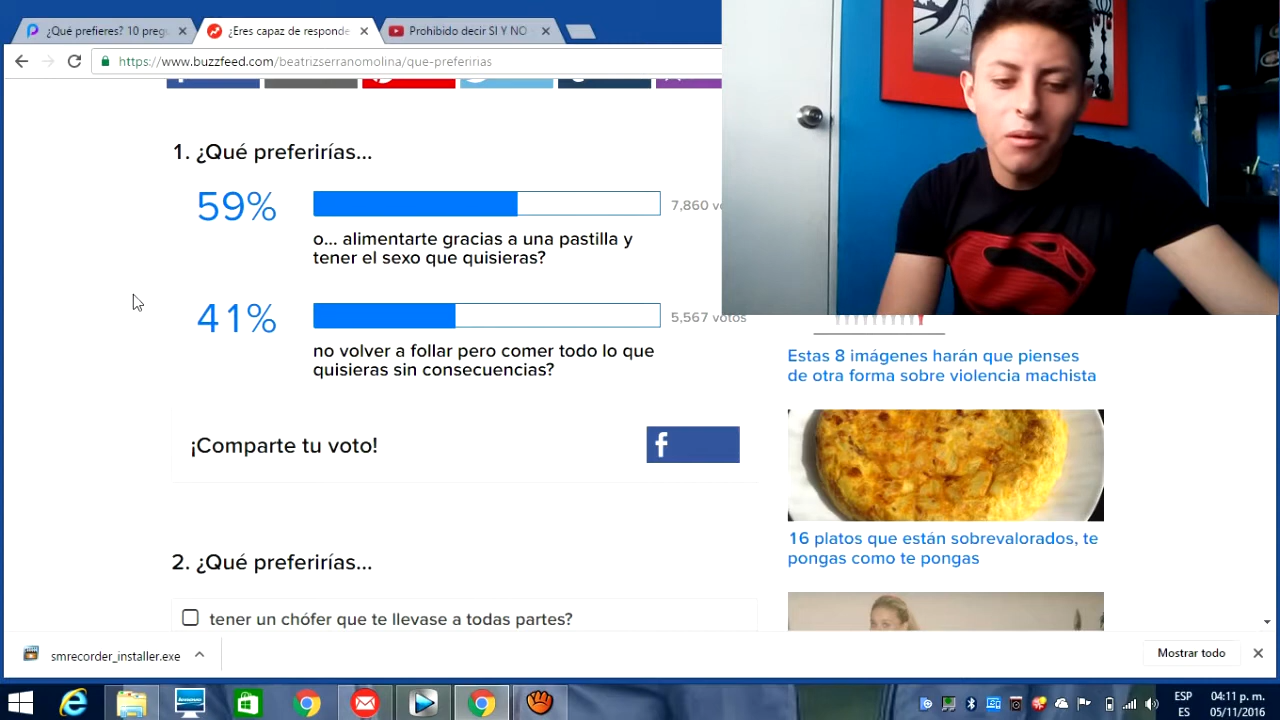 ¿Qué prefieres? 10 preg
¿Eres capaz de responde
Prohibido decir SI Y NO
https://www.buzzfeed.com/beatrizserranomolina/que-preferirias
1. ¿Qué preferirías...
59%
7,860 vo
o... alimentarte gracias a una pastilla y
tener el sexo que quisieras?
41%
5,567 votos
no volver a follar pero comer todo lo que
quisieras sin consecuencias?
¡Comparte tu voto!
f
2. ¿Qué preferirías...
tener un chófer que te llevase a todas partes?
Estas 8 imágenes harán que pienses
de otra forma sobre violencia machista
16 platos que están sobrevalorados, te
pongas como te pongas
smrecorder_installer.exe
Mostrar todo
ESP
ES
04:11 p. m.
05/11/2016